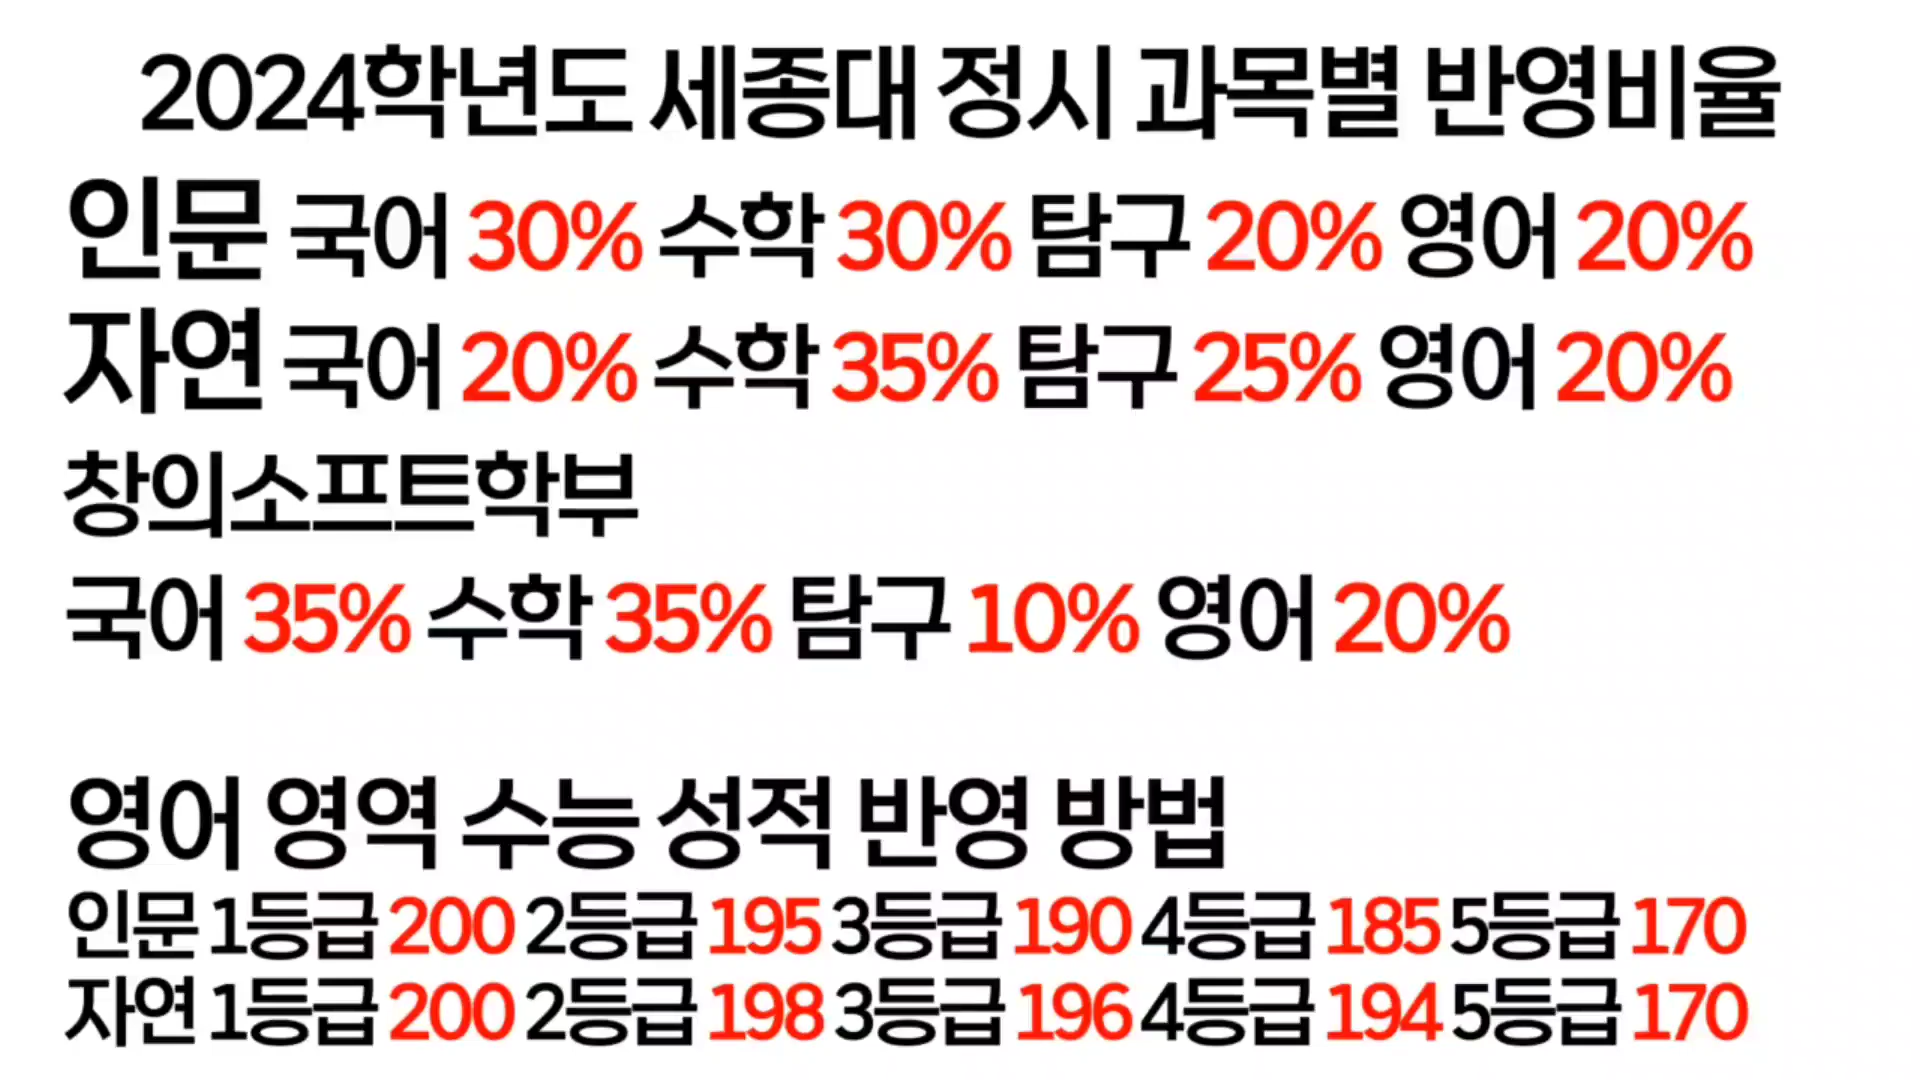 2024학년도 세종대 정시 과목별 반영비율
인문 국어 30% 수학 30% 탐구 20% 영어 20%
자연 국어 20% 수학 35% 탐구 25% 영어 20%
창의소프트학부
국어 35% 수학 35% 탐구 10% 영어 20%
영어 영역 수능 성적 반영 방법
인문 1등급 200 2등급 195 3등급 190 4등급 185 5등급 170
자연 1등급 200 2등급 198 3등급 196 4등급 194 5등급 170